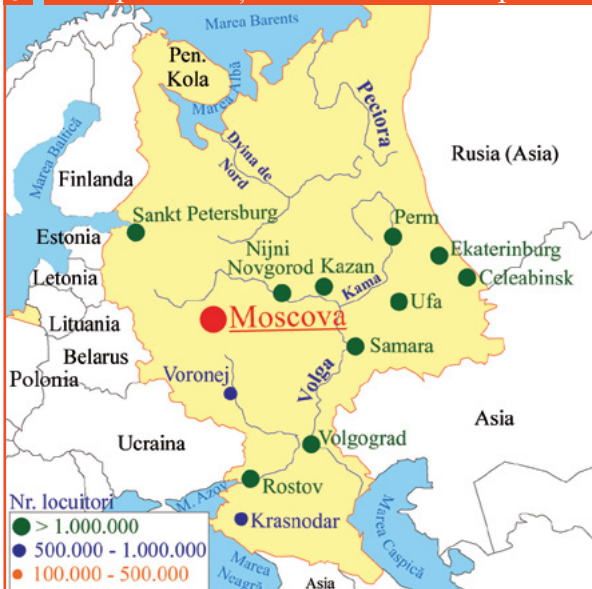 Marea Barents
Pen.
Kola
Marea Albă
Peciora
Dvina de
Nord
Marea Baltică
Rusia (Asia)
Finlanda
Sankt Petersburg
Perm
Estonia
Nijni
Novgorod
Kazan
Ekaterinburg
Letonia
Kama
Celeabinsk
Ufa
Moscova
Lituania
Samara
Belarus
Polonia
Voronej
Volga
Asia
Ucraina
Volgograd
Rostov
M. Azov
Nr. locuitori
> 1.000.000
500.000 - 1.000.000
100.000 - 500.000
Krasnodar
Marea Caspică
Marea
Neagră
Asia